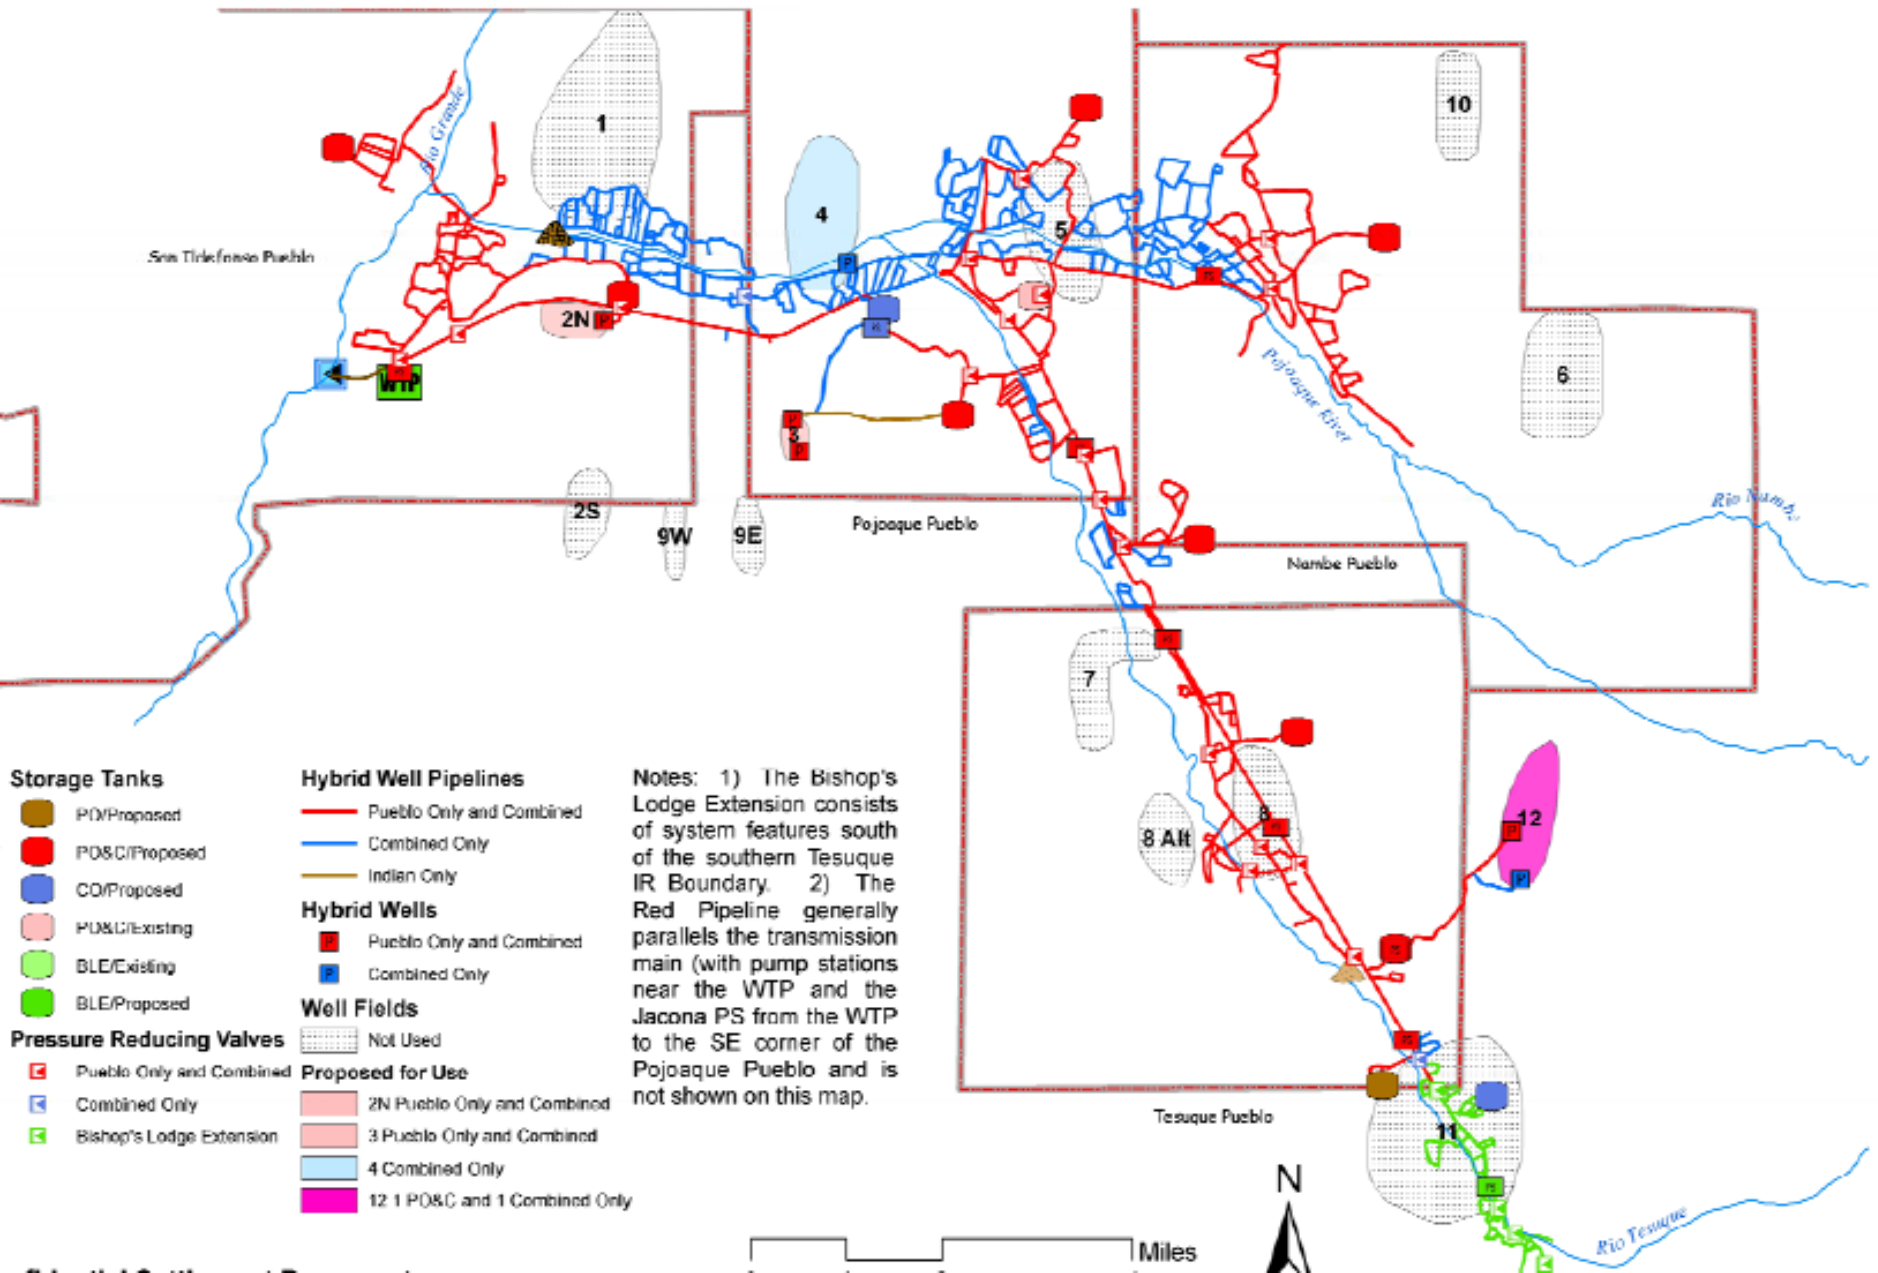 1
10
Rio Grande
4
5
San Ildefonso Pueblo
2N
P
P
WTP
6
Pojoaque River
P
3
P
2S
9W
9E
Pojoaque Pueblo
Nambe Pueblo
7
8
8 Alt
12
P
P
Tesuque Pueblo
11
Rio Tesuque
Storage Tanks
PO/Proposed
PO&C/Proposed
CO/Proposed
PO&C/Existing
BLE/Existing
BLE/Proposed
Pressure Reducing Valves
Pueblo Only and Combined
Combined Only
Bishop's Lodge Extension
Hybrid Well Pipelines
Pueblo Only and Combined
Combined Only
Indian Only
Hybrid Wells
P Pueblo Only and Combined
P Combined Only
Well Fields
Not Used
Proposed for Use
2N Pueblo Only and Combined
3 Pueblo Only and Combined
4 Combined Only
12 1 PO&C and 1 Combined Only
Notes: 1) The Bishop's
Lodge Extension consists
of system features south
of the southern Tesuque
IR Boundary. 2) The
Red Pipeline generally
parallels the transmission
main (with pump stations
near the WTP and the
Jacona PS from the WTP
to the SE corner of the
Pojoaque Pueblo and is
not shown on this map.
N
Miles